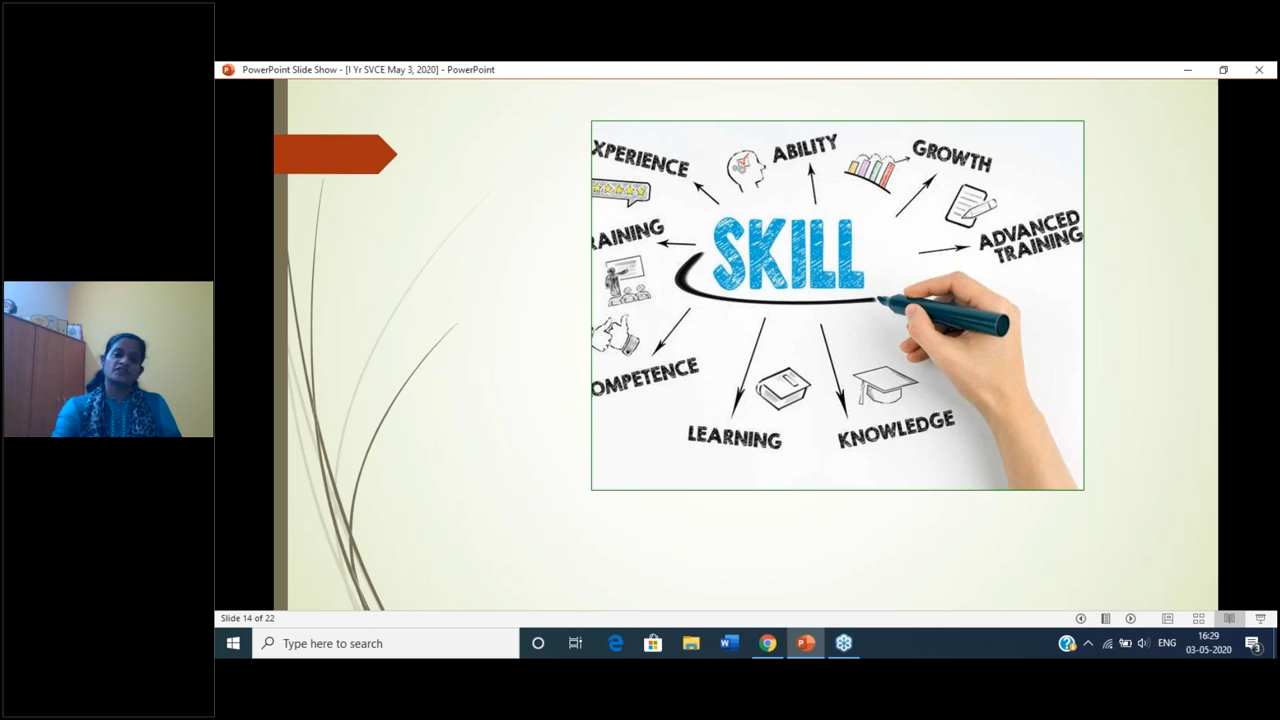 PowerPoint Slide Show - [I Yr SVCE May 3, 2020] - PowerPoint
XPERIENCE
ABILITY
GROWTH
RAINING
SKILL
ADVANCED
TRAINING
OMPETENCE
LEARNING
KNOWLEDGE
Slide 14 of 22
Type here to search
ENG
16:29
03-05-2020
3